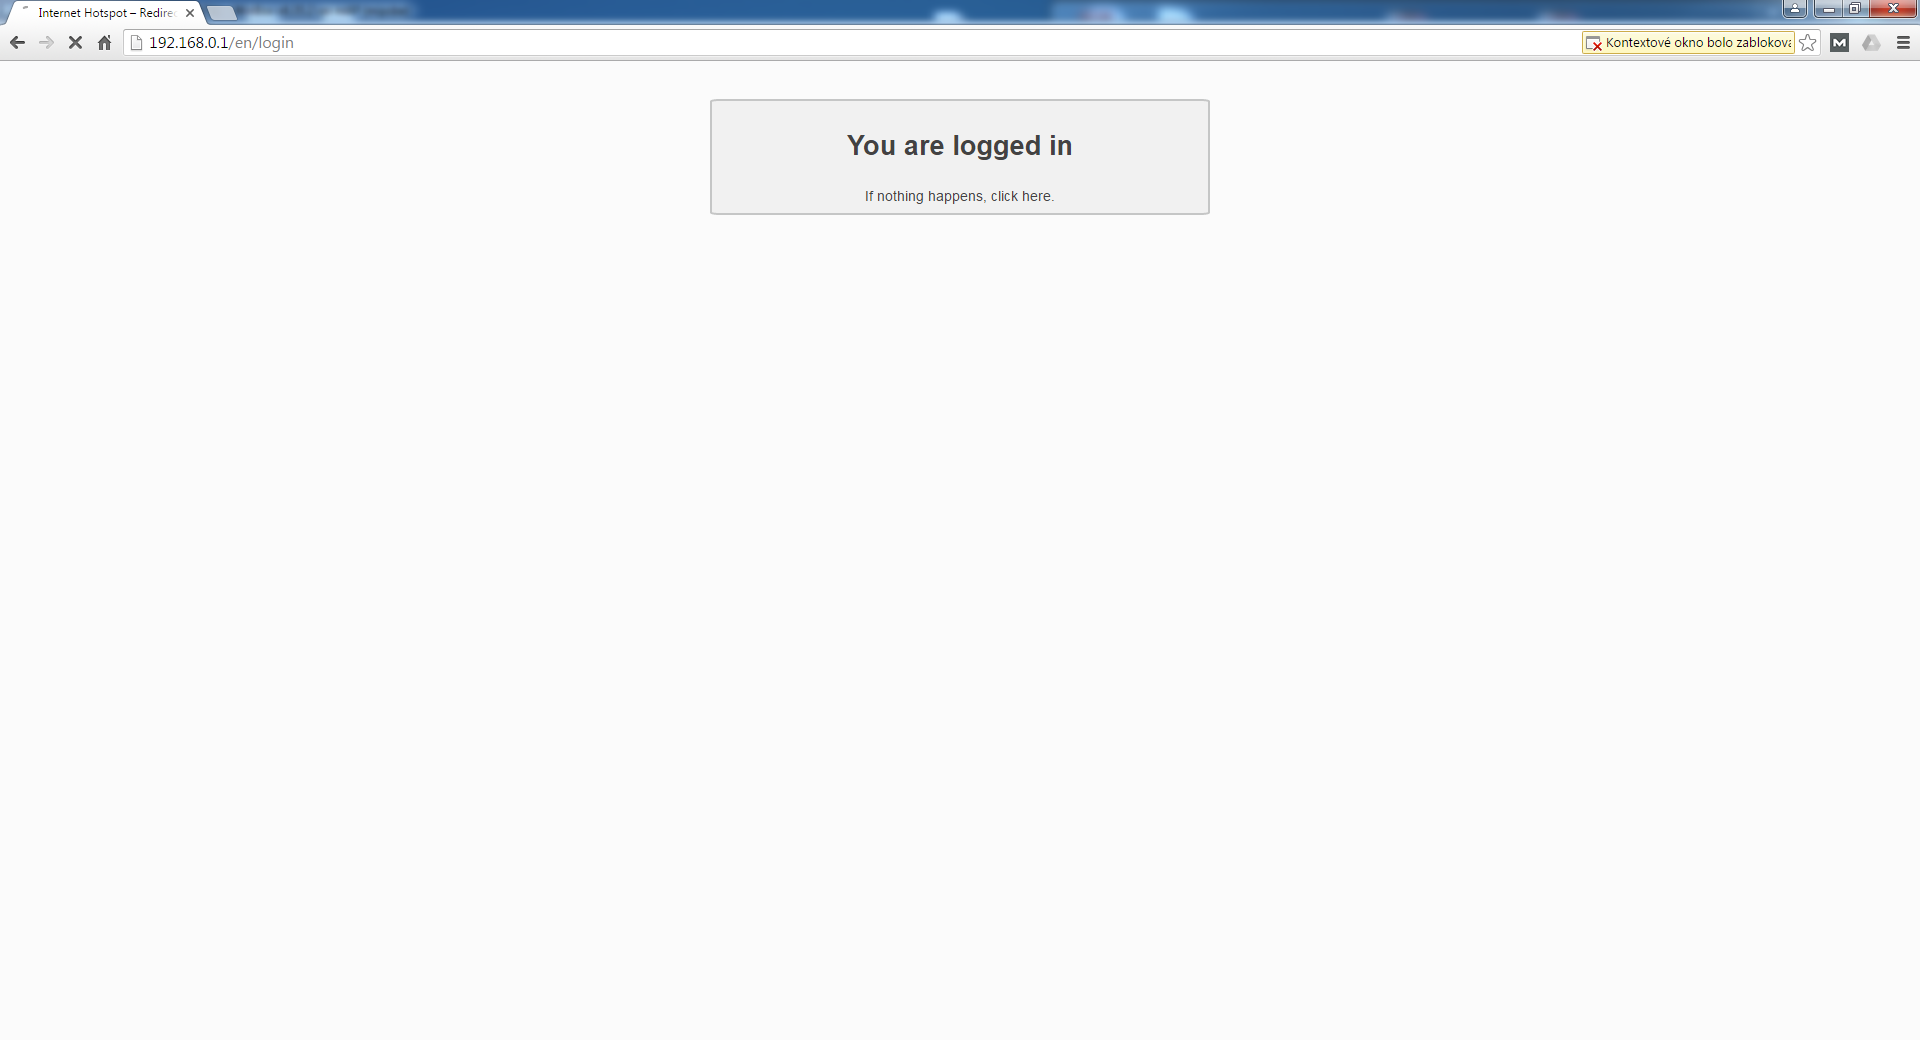 Internet Hotspot – Redirec
192.168.0.1/en/login
Kontextové okno bolo zablokova
You are logged in
If nothing happens, click here.